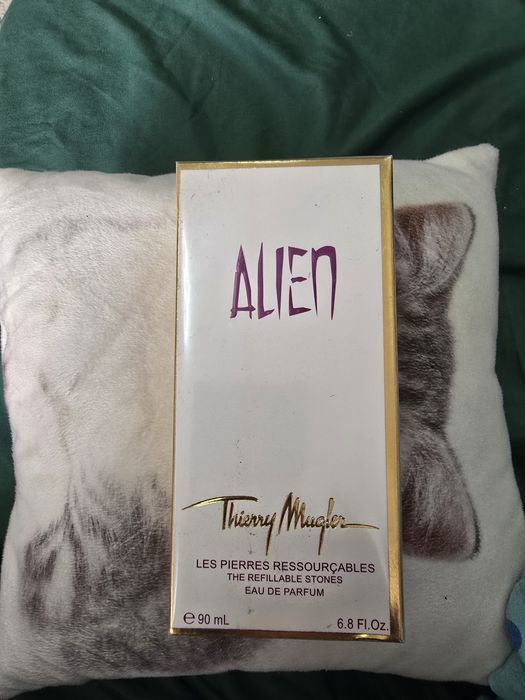 ALIEN
Thierry Mugler
LES PIERRES RESSOURÇABLES
THE REFILLABLE STONES
EAU DE PARFUM
℮ 90 mL 6.8 Fl.Oz.